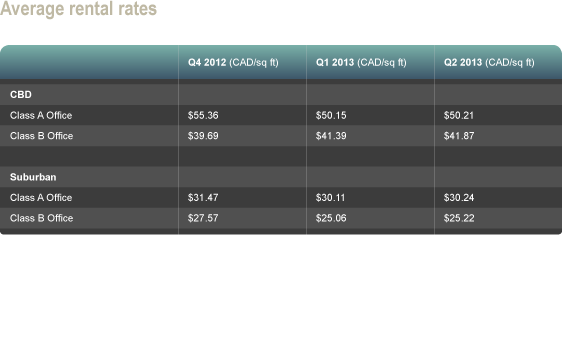 Average rental rates
Q4 2012 (CAD/sq ft) Q1 2013 (CAD/sq ft) Q2 2013 (CAD/sq ft)
CBD
Class A Office $55.36 $50.15 $50.21
Class B Office $39.69 $41.39 $41.87
Suburban
Class A Office $31.47 $30.11 $30.24
Class B Office $27.57 $25.06 $25.22